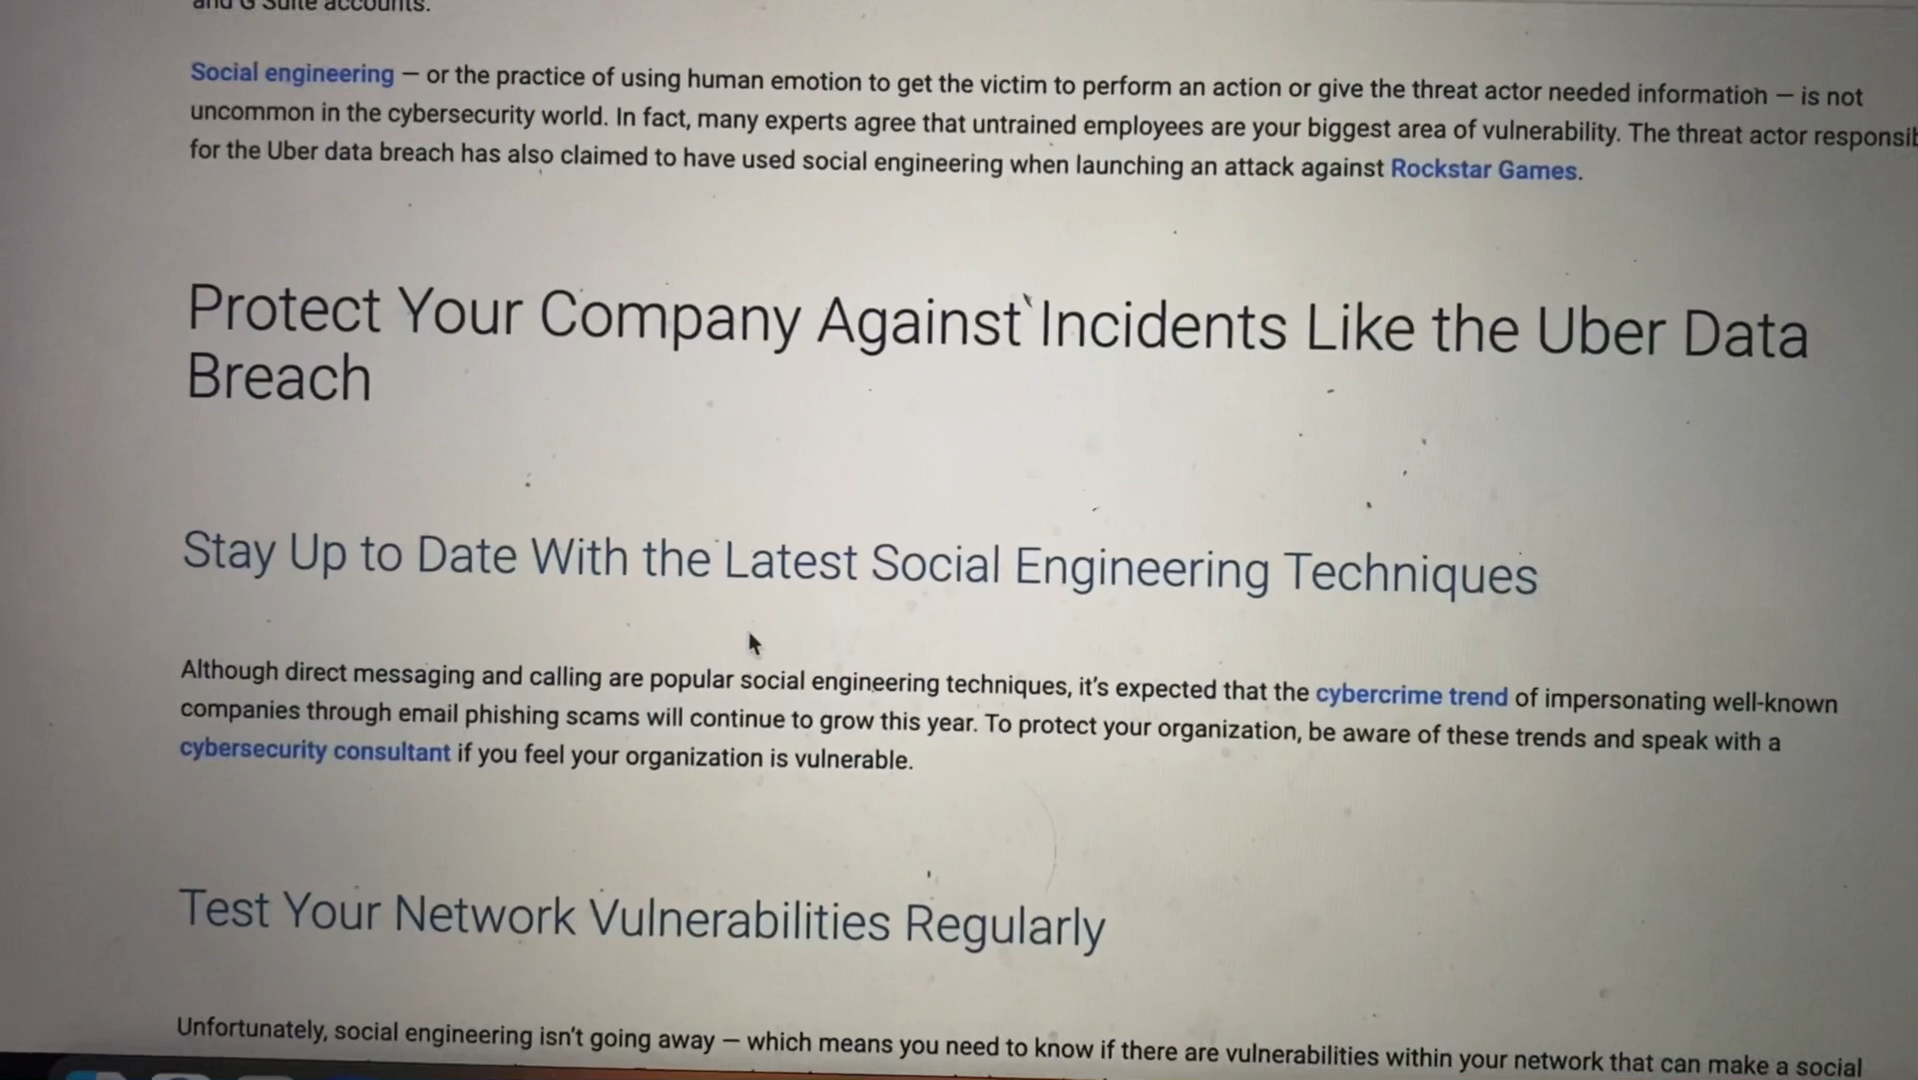 and G Suite accounts.
Social engineering — or the practice of using human emotion to get the victim to perform an action or give the threat actor needed information — is not
uncommon in the cybersecurity world. In fact, many experts agree that untrained employees are your biggest area of vulnerability. The threat actor
for the Uber data breach has also claimed to have used social engineering when launching an attack against Rockstar Games.
Protect Your Company Against Incidents Like the Uber Data
Breach
Stay Up to Date With the Latest Social Engineering Techniques
Although direct messaging and calling are popular social engineering techniques, it's expected that the cybercrime trend of impersonating well-known
companies through email phishing scams will continue to grow this year. To protect your organization, be aware of these trends and speak with a
cybersecurity consultant if you feel your organization is vulnerable.
Test Your Network Vulnerabilities Regularly
Unfortunately, social engineering isn't going away — which means you need to know if there are vulnerabilities within your network that can make a social